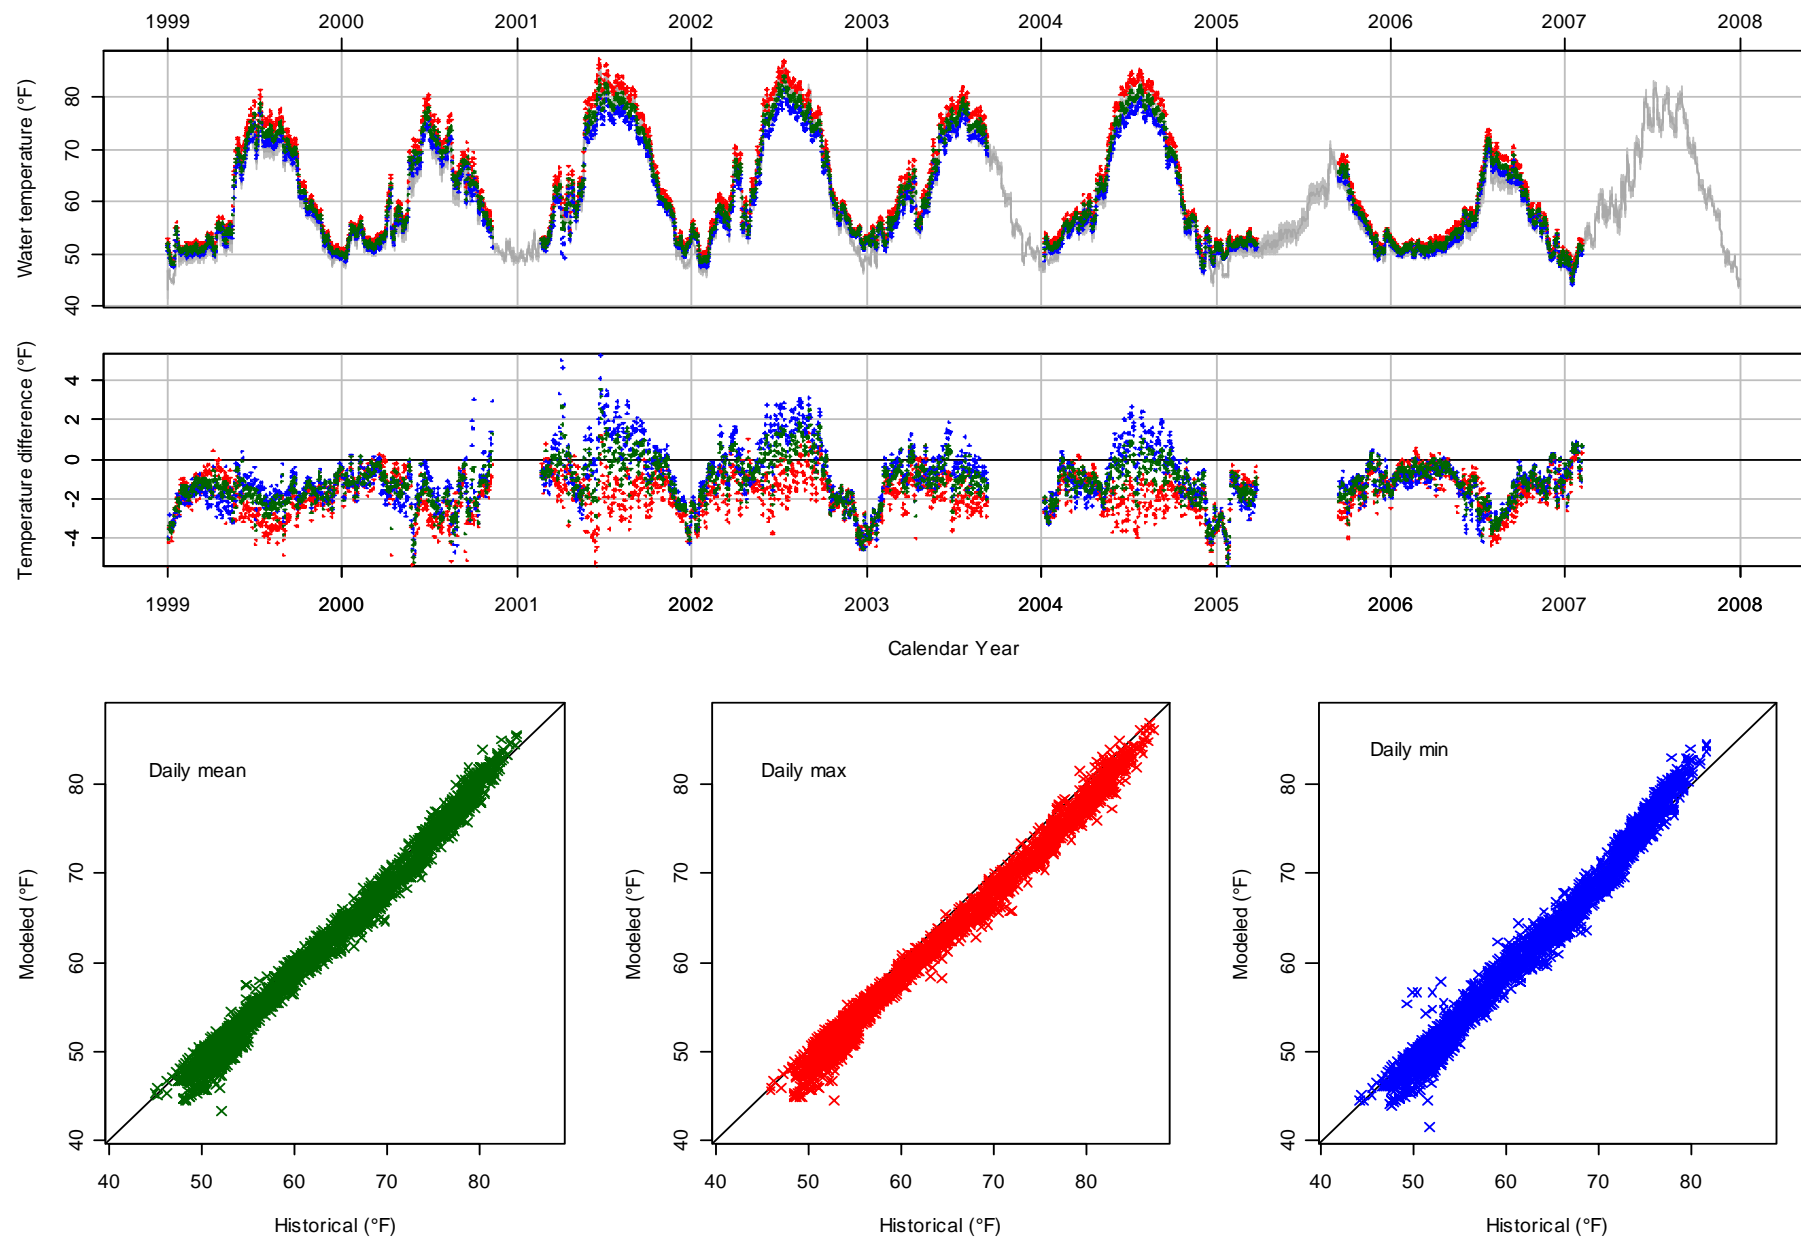 1999 2000 2001 2002 2003 2004 2005 2006 2007 2008
Water temperature (°F)
80
70
60
50
40
Temperature difference (°F)
4
2
0
-2
-4
1999 2000 2001 2002 2003 2004 2005 2006 2007 2008
Calendar Year
Daily mean
Modeled (°F)
80
70
60
50
40
40 50 60 70 80
Historical (°F)
Daily max
Modeled (°F)
80
70
60
50
40
40 50 60 70 80
Historical (°F)
Daily min
Modeled (°F)
80
70
60
50
40
40 50 60 70 80
Historical (°F)